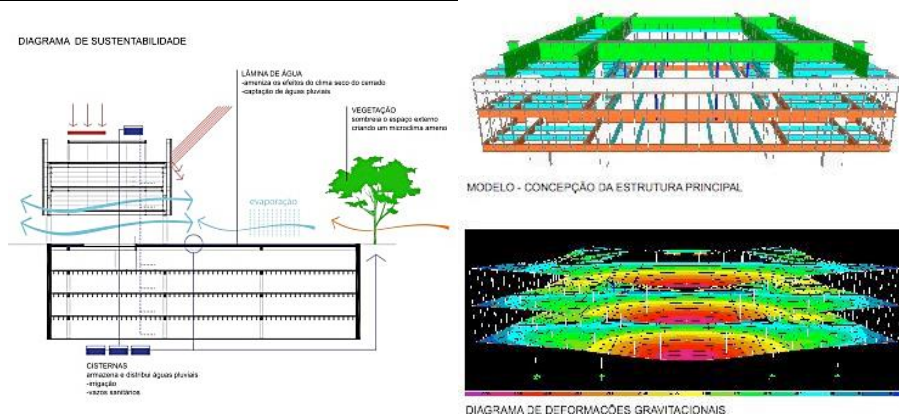 DIAGRAMA DE SUSTENTABILIDADE
LÂMINA DE ÁGUA
-ameniza os efeitos do clima seco do cerrado
-captação de águas pluviais
VEGETAÇÃO
sombreia o espaço externo
criando um microclima ameno
evaporação
CISTERNAS
armazena e distribui águas pluviais
-irrigação
-vasos sanitários
MODELO - CONCEPÇÃO DA ESTRUTURA PRINCIPAL
DIAGRAMA DE DEFORMAÇÕES GRAVITACIONAIS